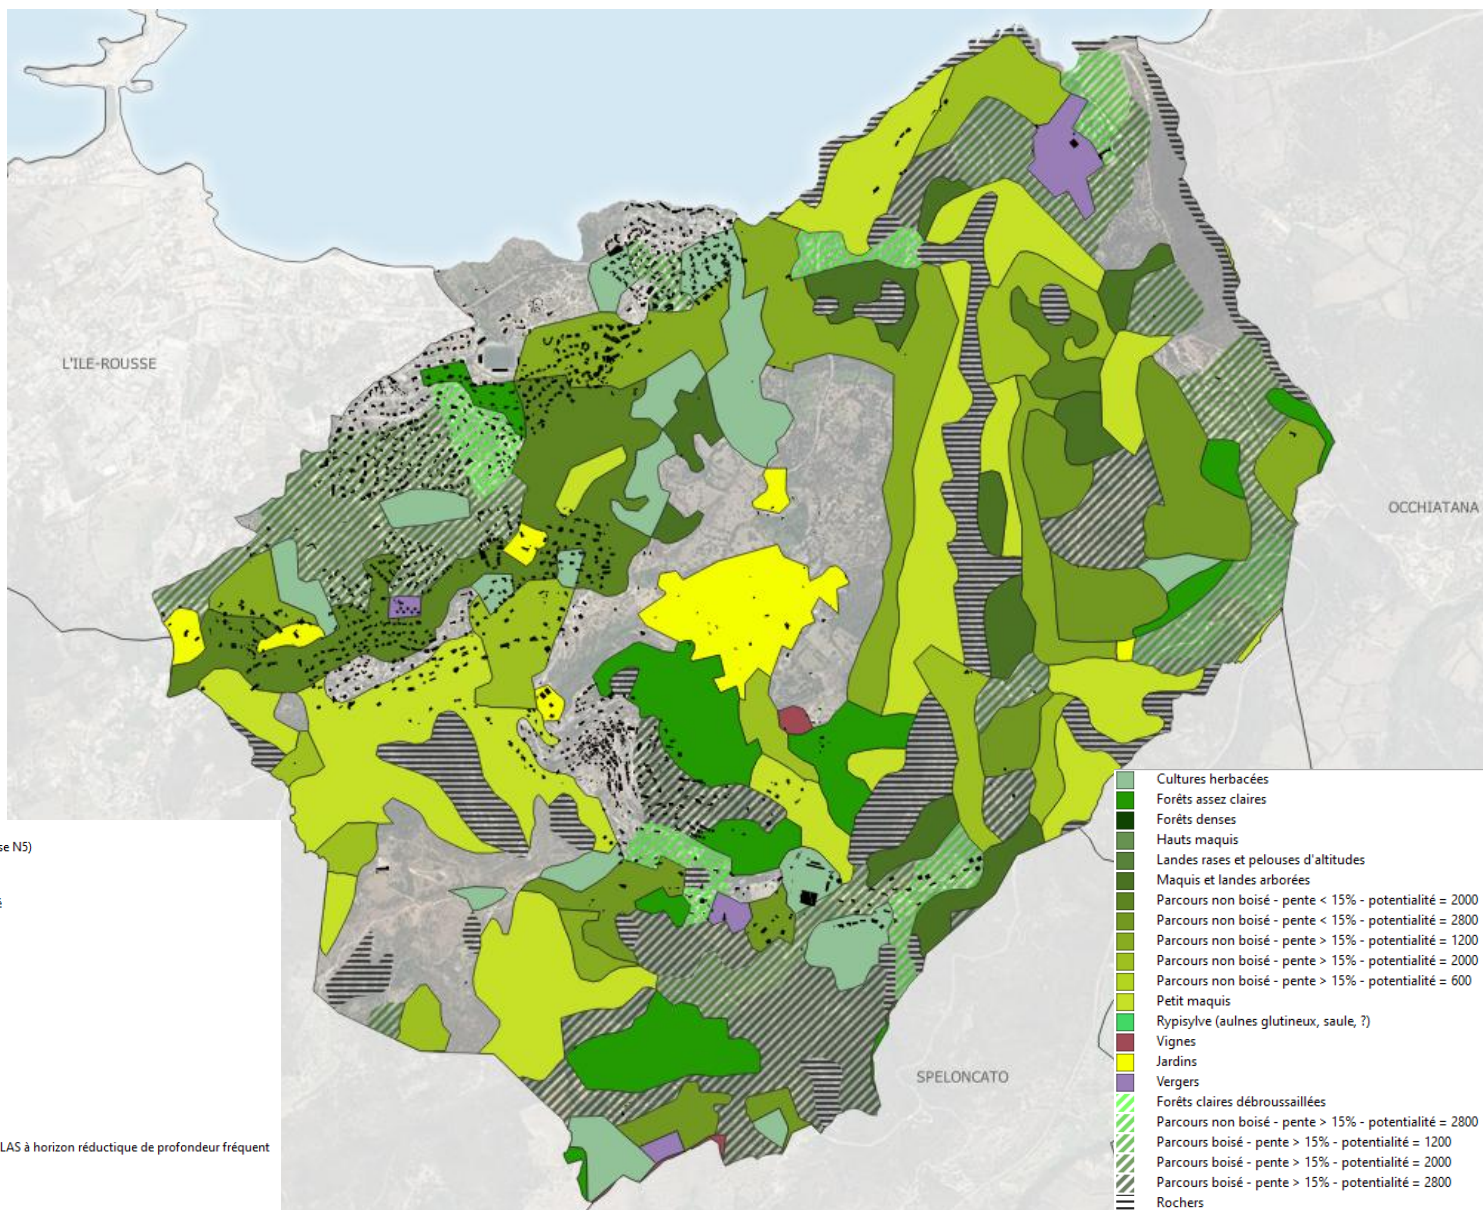 L'ILE-ROUSSE
OCCHIATANA
SPELONCATO
se N5)
é
LAS à horizon réductique de profondeur fréquent
Cultures herbacées
Forêts assez claires
Forêts denses
Hauts maquis
Landes rases et pelouses d'altitudes
Maquis et landes arborées
Parcours non boisé - pente < 15% - potentialité = 2000
Parcours non boisé - pente < 15% - potentialité = 2800
Parcours non boisé - pente > 15% - potentialité = 1200
Parcours non boisé - pente > 15% - potentialité = 2000
Parcours non boisé - pente > 15% - potentialité = 600
Petit maquis
Rypisylve (aulnes glutineux, saule, ?)
Vignes
Jardins
Vergers
Forêts claires débroussaillées
Parcours non boisé - pente > 15% - potentialité = 2800
Parcours boisé - pente > 15% - potentialité = 1200
Parcours boisé - pente > 15% - potentialité = 2000
Parcours boisé - pente > 15% - potentialité = 2800
Rochers